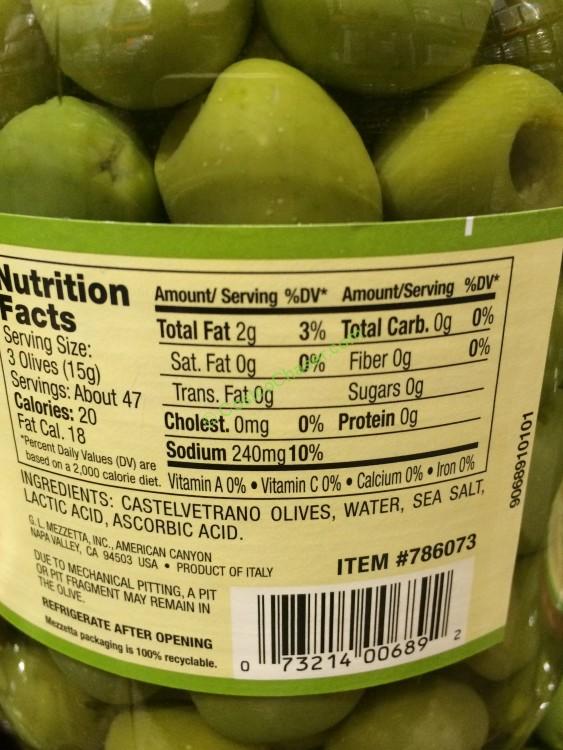 Nutrition
Facts
Serving Size:
3 Olives (15g)
Servings: About 47
Calories: 20
Fat Cal. 18
*Percent Daily Values (DV) are
based on a 2,000 calorie diet.
Amount/ Serving %DV* Amount/Serving %DV*
Total Fat 2g 3% Total Carb. 0g 0%
Sat. Fat 0g 0% Fiber 0g 0%
Trans. Fat 0g Sugars 0g
Cholest. 0mg 0% Protein 0g
Sodium 240mg 10%
Vitamin A 0% • Vitamin C 0% • Calcium 0% • Iron 0%
INGREDIENTS: CASTELVETRANO OLIVES, WATER, SEA SALT,
LACTIC ACID, ASCORBIC ACID.
G. L. MEZZETTA, INC., AMERICAN CANYON
NAPA VALLEY, CA 94503 USA • PRODUCT OF ITALY
DUE TO MECHANICAL PITTING, A PIT
OR PIT FRAGMENT MAY REMAIN IN
THE OLIVE.
REFRIGERATE AFTER OPENING
Mezzetta packaging is 100% recyclable.
ITEM #786073
0 73214 00689 2
9068910101